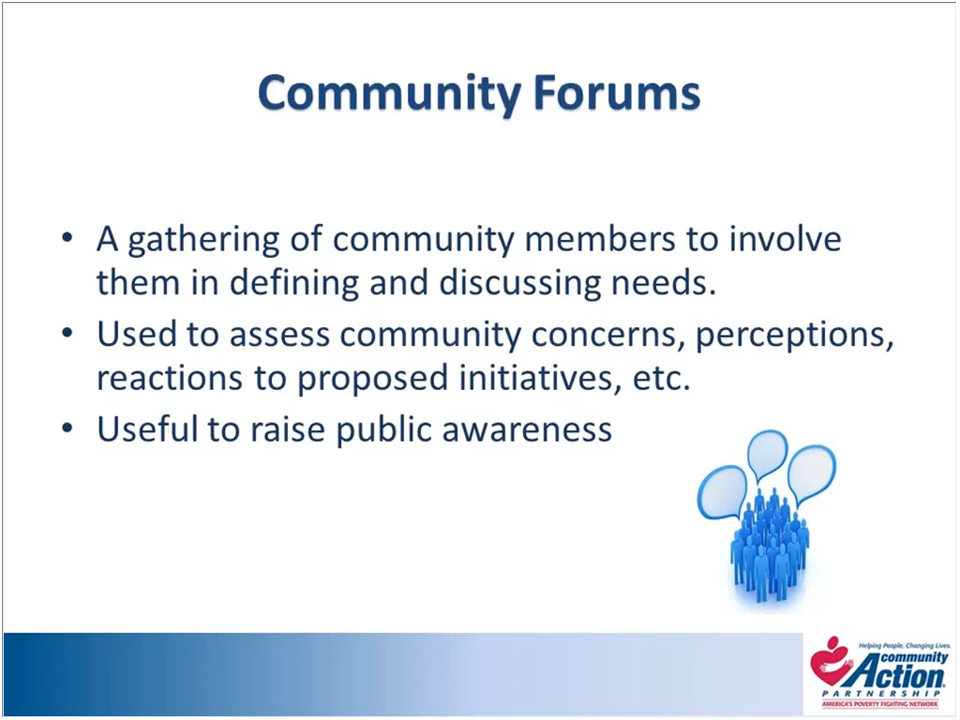 Community Forums
• A gathering of community members to involve
them in defining and discussing needs.
• Used to assess community concerns, perceptions,
reactions to proposed initiatives, etc.
• Useful to raise public awareness
Helping People. Changing Lives.
community
Action
PARTNERSHIP
AMERICA'S POVERTY FIGHTING NETWORK